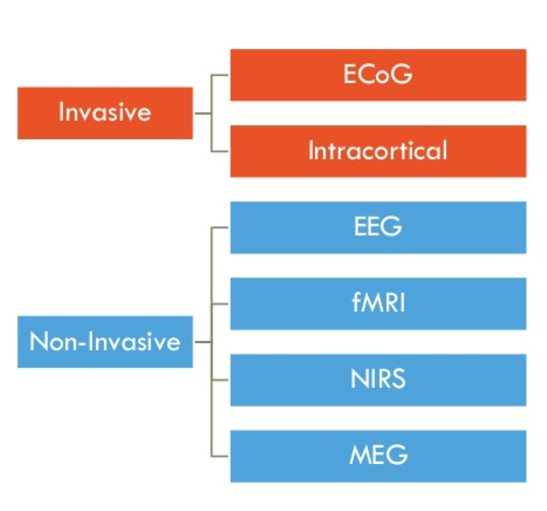 Invasive
ECoG
Intracortical
Non-Invasive
EEG
fMRI
NIRS
MEG